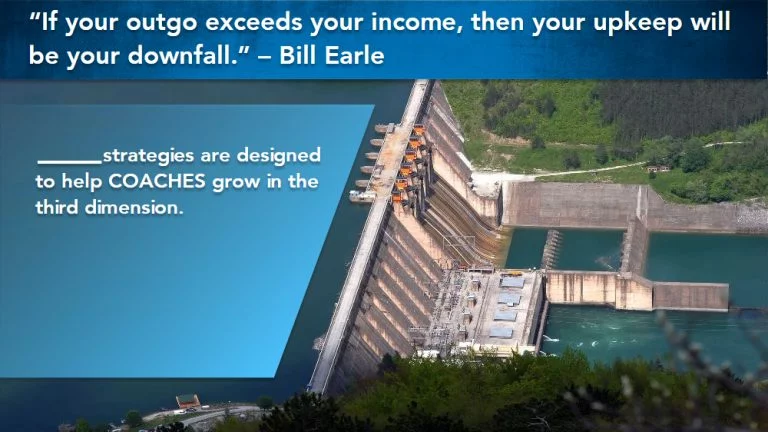 “If your outgo exceeds your income, then your upkeep will
be your downfall.” – Bill Earle
______strategies are designed
to help COACHES grow in the
third dimension.